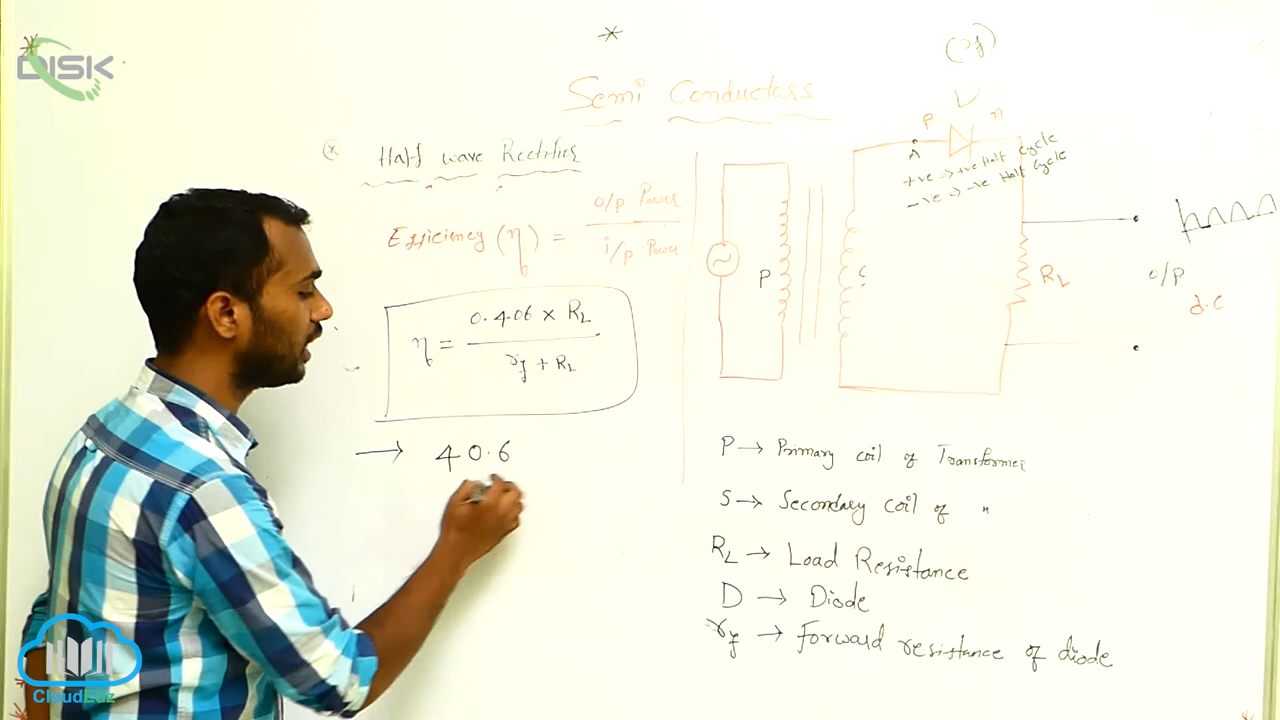 DISK
*
(rf)
Semi Conductass
* Half wave Rectifier
Efficiency (η) = o/p Power
i/p Power
η = 0.406 × RL
rf + RL
→ 40.6
P n
A
+ve ⇒ +ve Half Cycle
-ve ⇒ -ve Half Cycle
P S RL
o/p
d.c
P → Primary coil of Transformer
S → Secondary coil of "
RL → Load Resistance
D → Diode
rf → Forward resistance of diode
CloudEdz